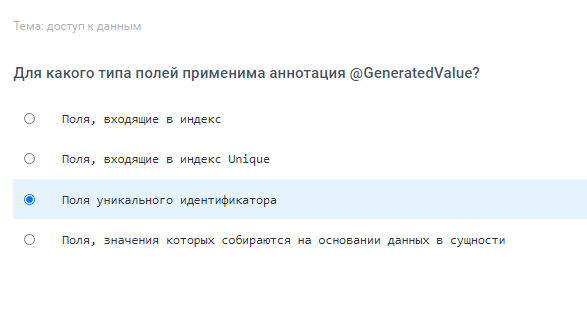 Тема: доступ к данным
Для какого типа полей применима аннотация @GeneratedValue?
Поля, входящие в индекс
Поля, входящие в индекс Unique
Поля уникального идентификатора
Поля, значения которых собираются на основании данных в сущности